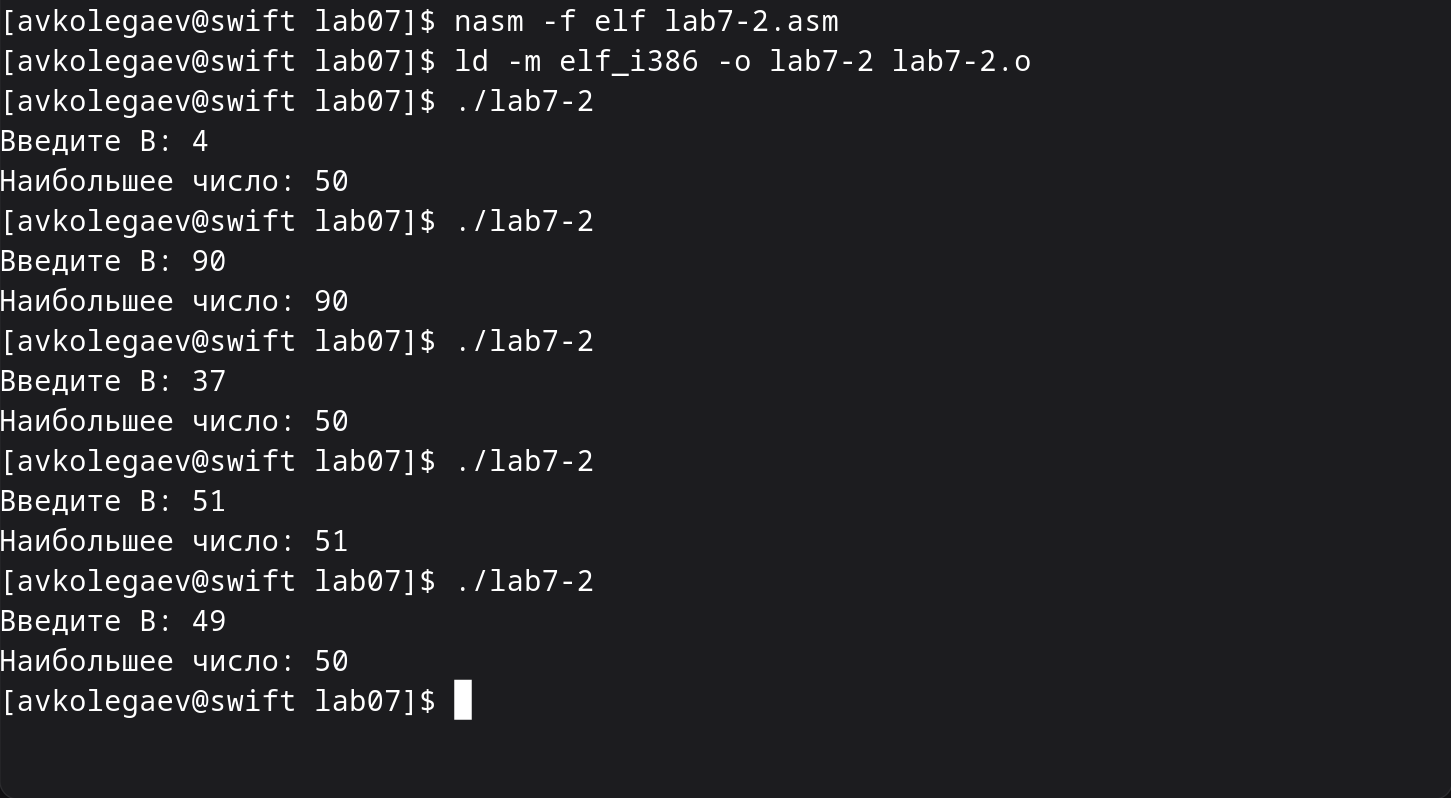 [avkolegaev@swift lab07]$ nasm -f elf lab7-2.asm
[avkolegaev@swift lab07]$ ld -m elf_i386 -o lab7-2 lab7-2.o
[avkolegaev@swift lab07]$ ./lab7-2
Введите B: 4
Наибольшее число: 50
[avkolegaev@swift lab07]$ ./lab7-2
Введите B: 90
Наибольшее число: 90
[avkolegaev@swift lab07]$ ./lab7-2
Введите B: 37
Наибольшее число: 50
[avkolegaev@swift lab07]$ ./lab7-2
Введите B: 51
Наибольшее число: 51
[avkolegaev@swift lab07]$ ./lab7-2
Введите B: 49
Наибольшее число: 50
[avkolegaev@swift lab07]$